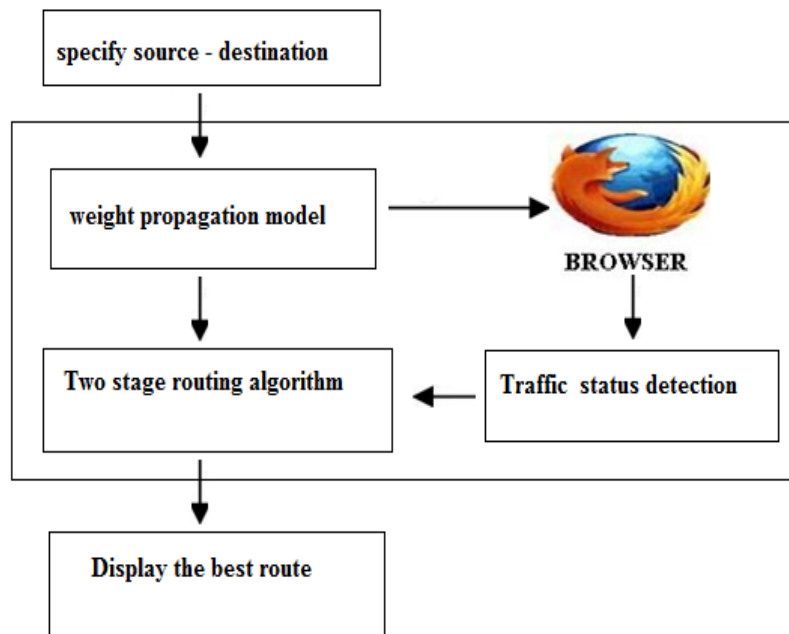 specify source - destination
weight propagation model
BROWSER
Two stage routing algorithm
Traffic status detection
Display the best route